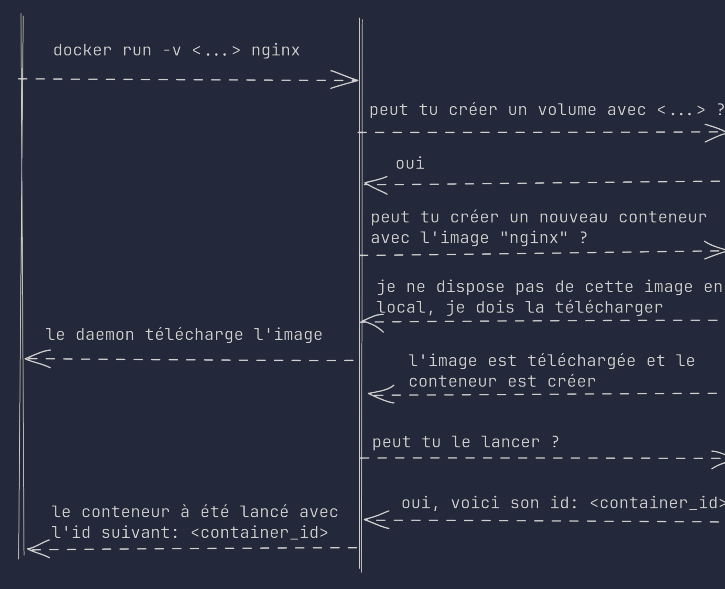 docker run -v <...> nginx
peut tu créer un volume avec <...> ?
oui
peut tu créer un nouveau conteneur
avec l'image "nginx" ?
je ne dispose pas de cette image en
local, je dois la télécharger
le daemon télécharge l'image
l'image est téléchargée et le
conteneur est créer
peut tu le lancer ?
oui, voici son id: <container_id>
le conteneur à été lancé avec
l'id suivant: <container_id>